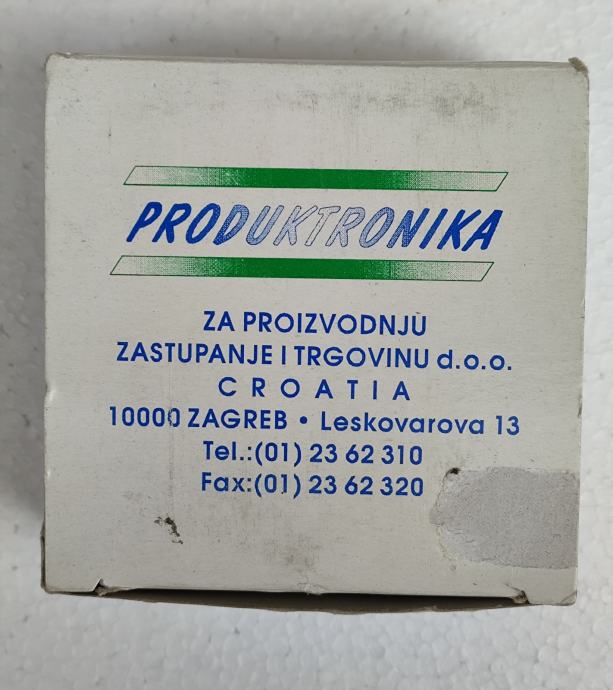 PRODUKTRONIKA
ZA PROIZVODNJU
ZASTUPANJE I TRGOVINU d.o.o.
CROATIA
10000 ZAGREB • Leskovarova 13
Tel.:(01) 23 62 310
Fax:(01) 23 62 320